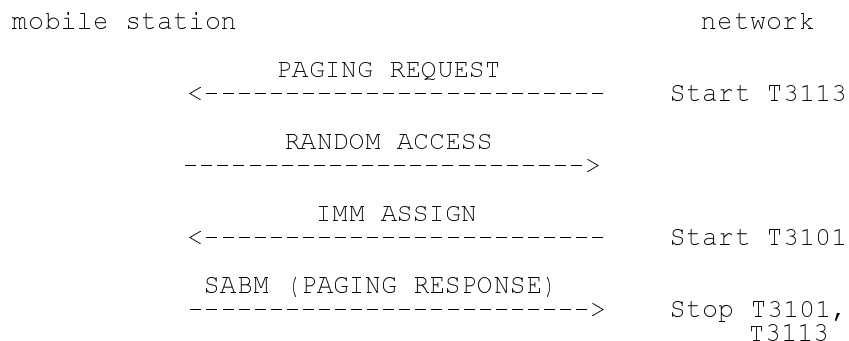 mobile station network
PAGING REQUEST
<------------------------- Start T3113
RANDOM ACCESS
------------------------->
IMM ASSIGN
<------------------------- Start T3101
SABM (PAGING RESPONSE)
-------------------------> Stop T3101,
T3113